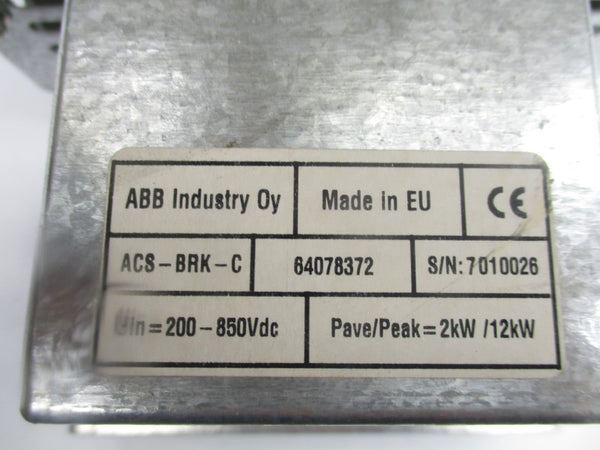 ABB Industry Oy Made in EU CE
ACS-BRK-C 64078372 S/N:7010026
Uin=200-850Vdc Pave/Peak=2kW /12kW